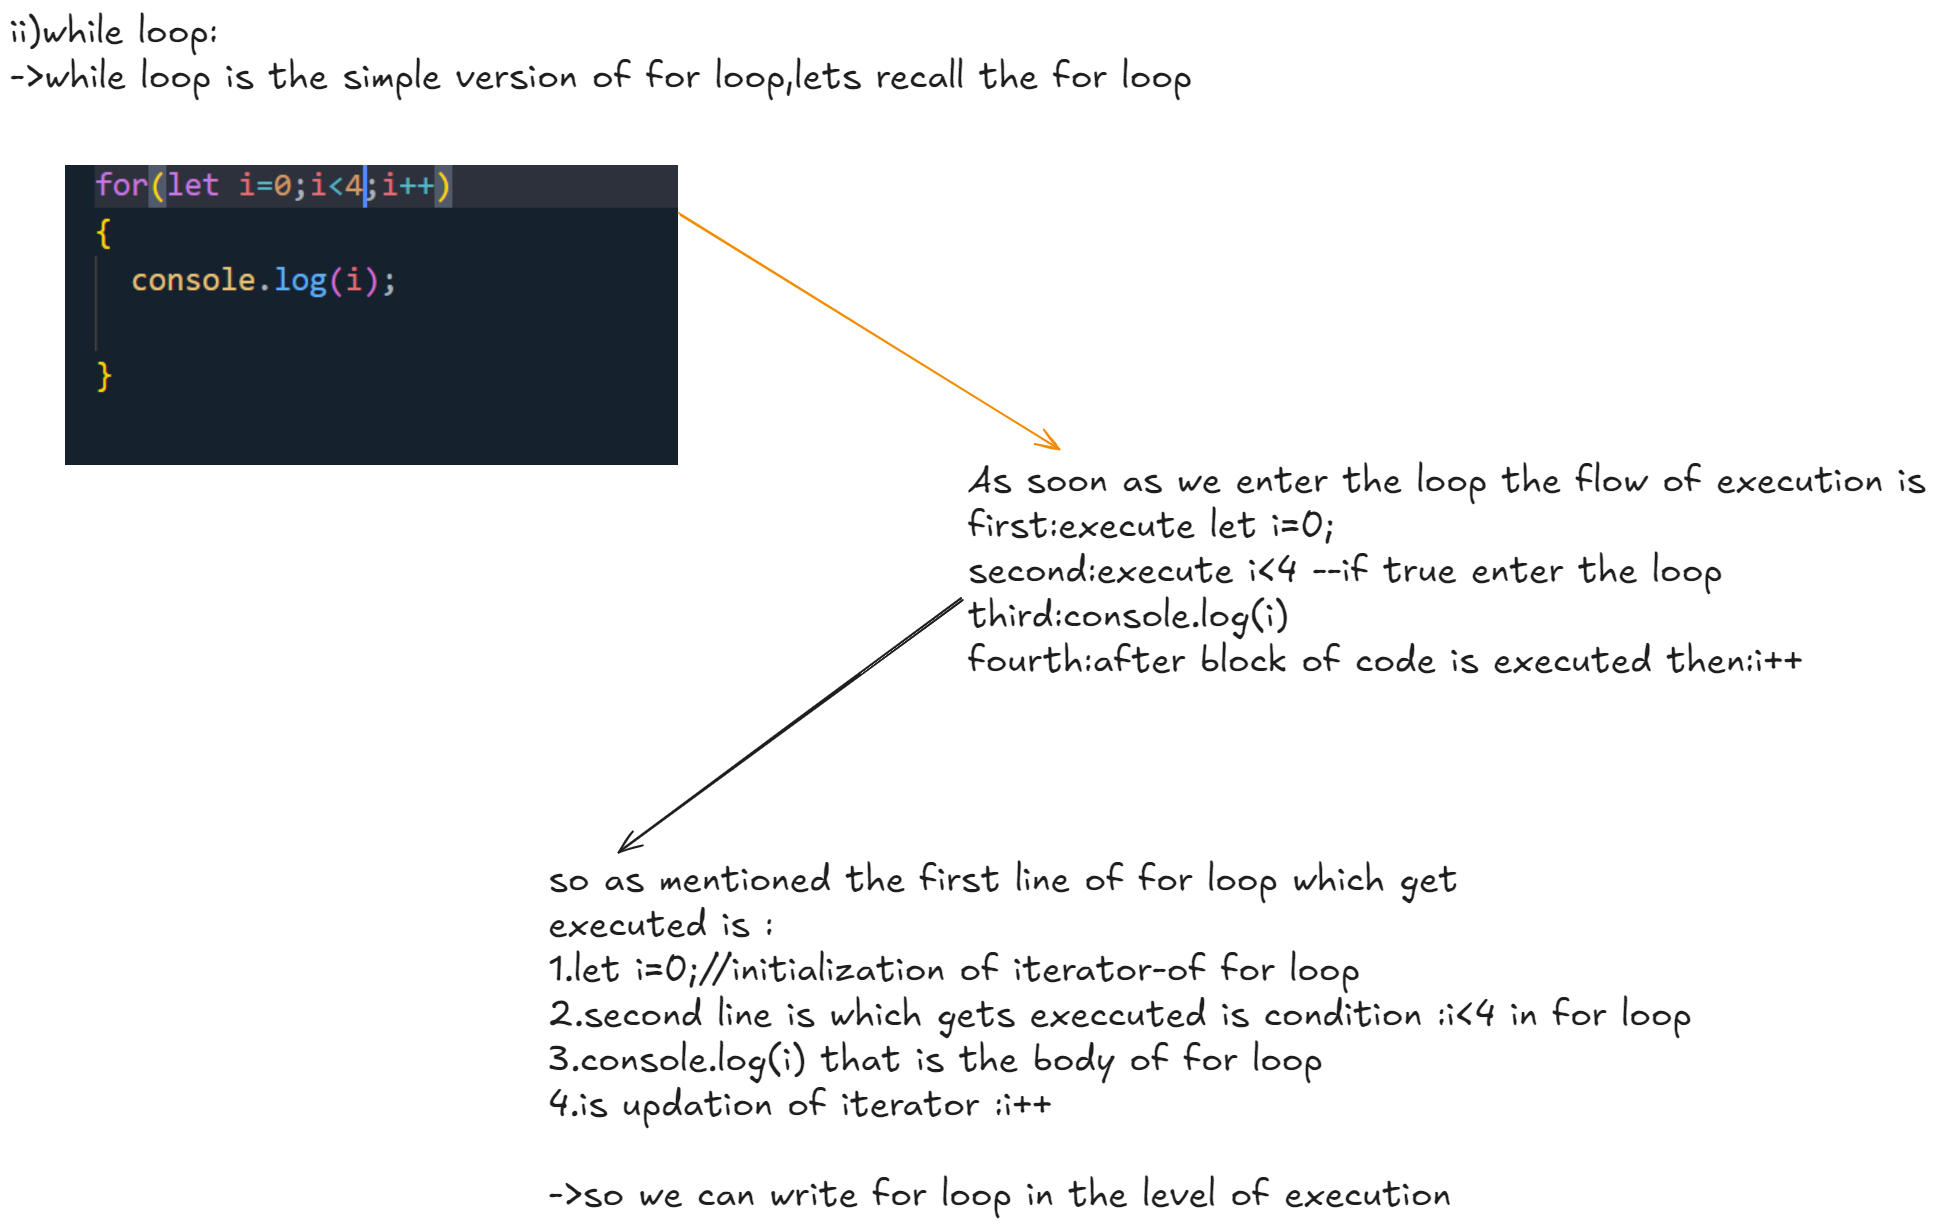 ii)while loop:
->while loop is the simple version of for loop,lets recall the for loop
for(let i=0;i<4;i++)
{
console.log(i);
}
As soon as we enter the loop the flow of execution is
first:execute let i=0;
second:execute i<4 --if true enter the loop
third:console.log(i)
fourth:after block of code is executed then:i++
so as mentioned the first line of for loop which get
executed is :
1.let i=0;//initialization of iterator-of for loop
2.second line is which gets execcuted is condition :i<4 in for loop
3.console.log(i) that is the body of for loop
4.is updation of iterator :i++
->so we can write for loop in the level of execution